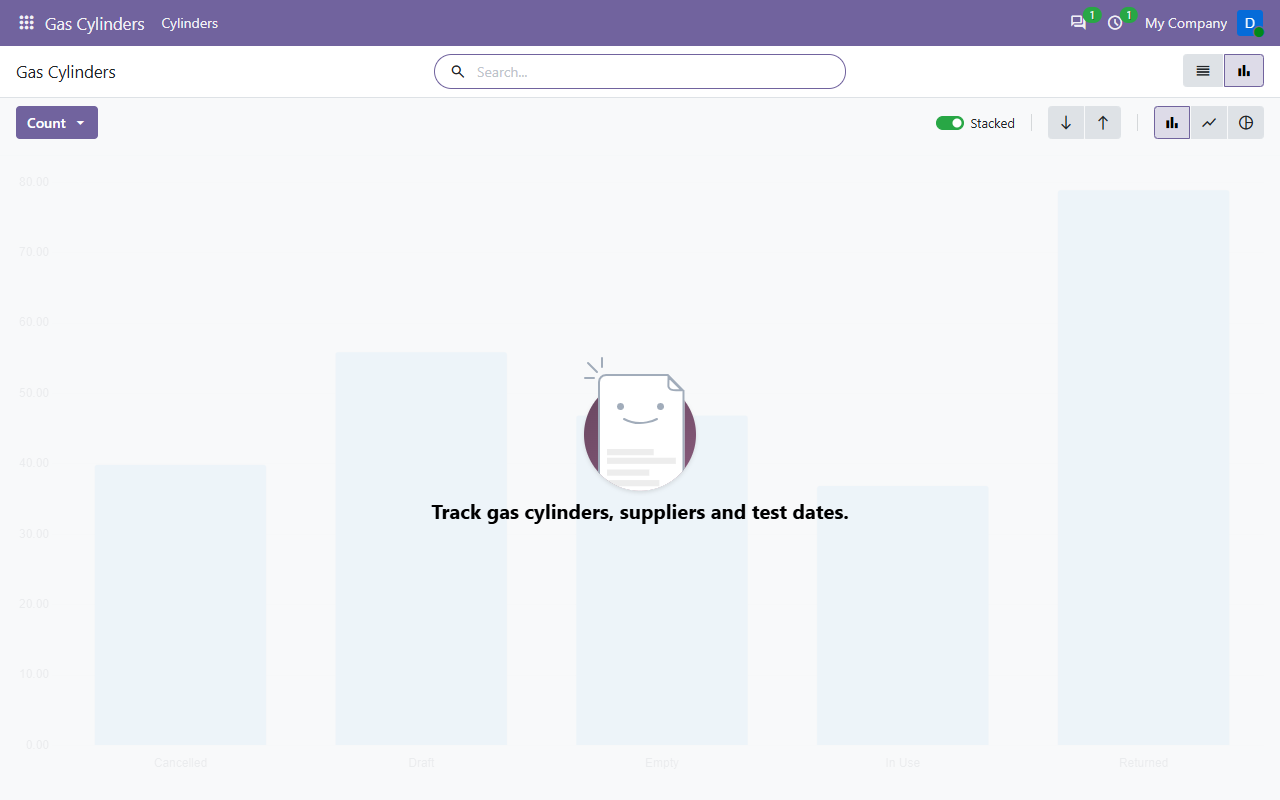 Gas Cylinders Cylinders 1 1 My Company D
Gas Cylinders Search...
Count Stacked
80.00
70.00
60.00
50.00
40.00
30.00
20.00
10.00
0.00
Track gas cylinders, suppliers and test dates.
Cancelled Draft Empty In Use Returned